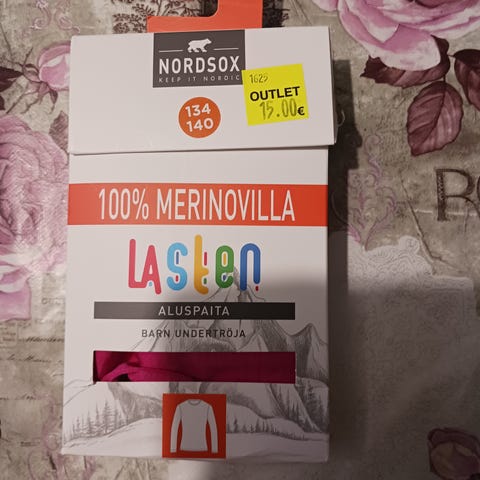 NORDSOX
KEEP IT NORDIC
1629
OUTLET
15.00€
134
140
100% MERINOVILLA
Lasten
ALUSPAITA
BARN UNDERTRÖJA